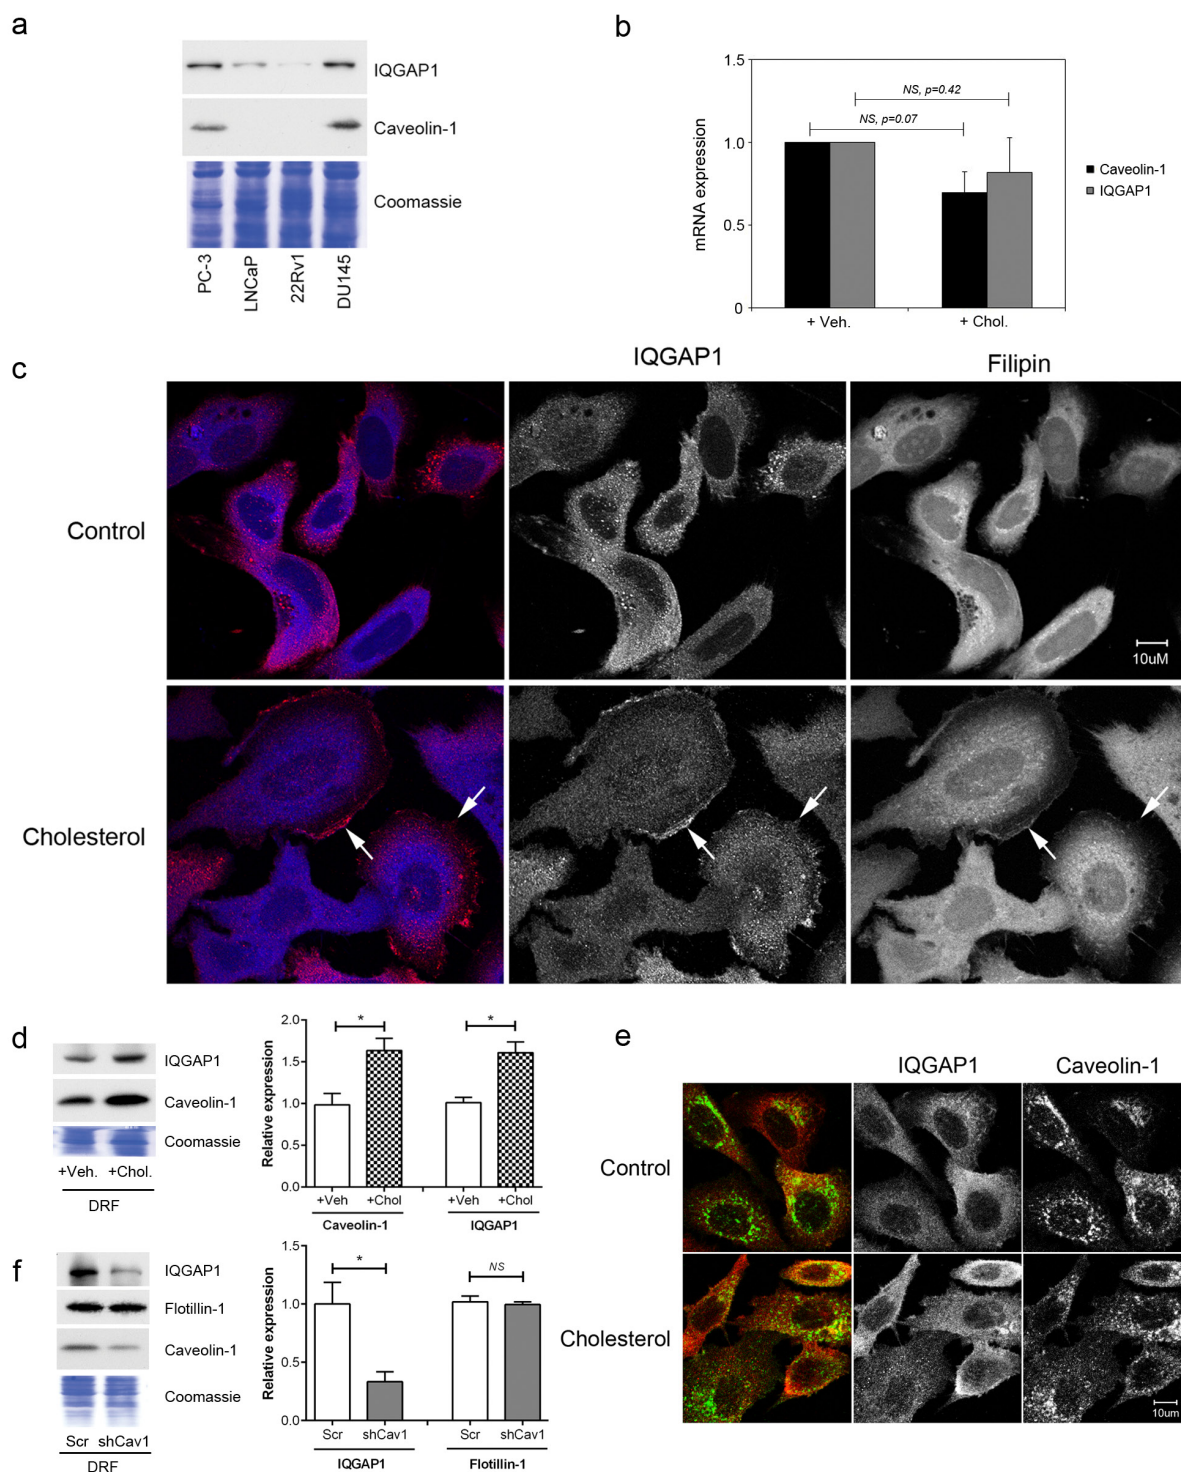 a
IQGAP1
Caveolin-1
Coomassie
PC-3
LNCaP
22Rv1
DU145
b
1.5
1.0
0.5
0
mRNA expression
NS, p=0.42
NS, p=0.07
+ Veh.
+ Chol.
Caveolin-1
IQGAP1
c
IQGAP1
Filipin
Control
10uM
Cholesterol
d
IQGAP1
Caveolin-1
Coomassie
+Veh. +Chol.
DRF
2.0
1.5
1.0
0.5
0.0
Relative expression
*
*
+Veh +Chol +Veh +Chol
Caveolin-1 IQGAP1
e
IQGAP1 Caveolin-1
Control
Cholesterol
10um
f
IQGAP1
Flotillin-1
Caveolin-1
Coomassie
Scr shCav1
DRF
1.5
1.0
0.5
0.0
Relative expression
*
NS
Scr shCav1 Scr shCav1
IQGAP1 Flotillin-1